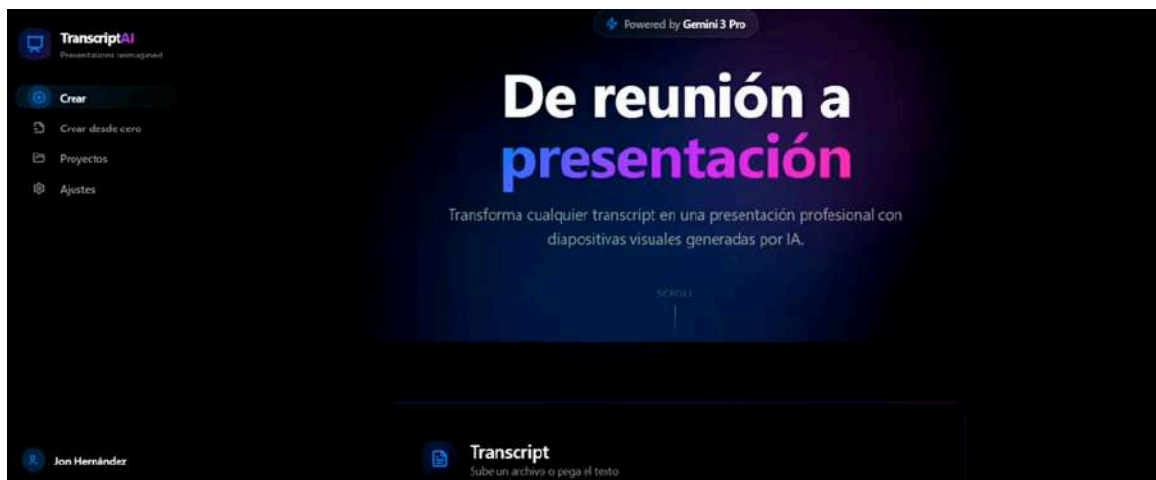 TranscriptAI
Presentations reimagined
Crear
Crear desde cero
Proyectos
Ajustes
Jon Hernández
Powered by Gemini 3 Pro
De reunión a
presentación
Transforma cualquier transcript en una presentación profesional con
diapositivas visuales generadas por IA.
SCROLL
Transcript
Sube un archivo o pega el texto